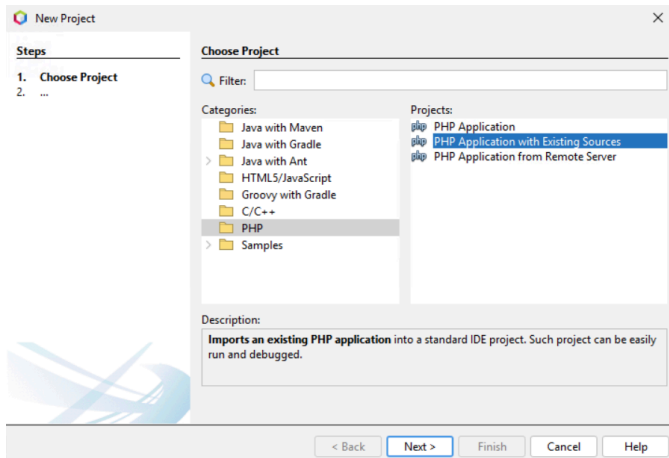 New Project
Steps
1. Choose Project
2. ...
Choose Project
Filter:
Categories:
Java with Maven
Java with Gradle
Java with Ant
HTML5/JavaScript
Groovy with Gradle
C/C++
PHP
Samples
Projects:
php PHP Application
php PHP Application with Existing Sources
php PHP Application from Remote Server
Description:
Imports an existing PHP application into a standard IDE project. Such project can be easily
run and debugged.
< Back Next > Finish Cancel Help